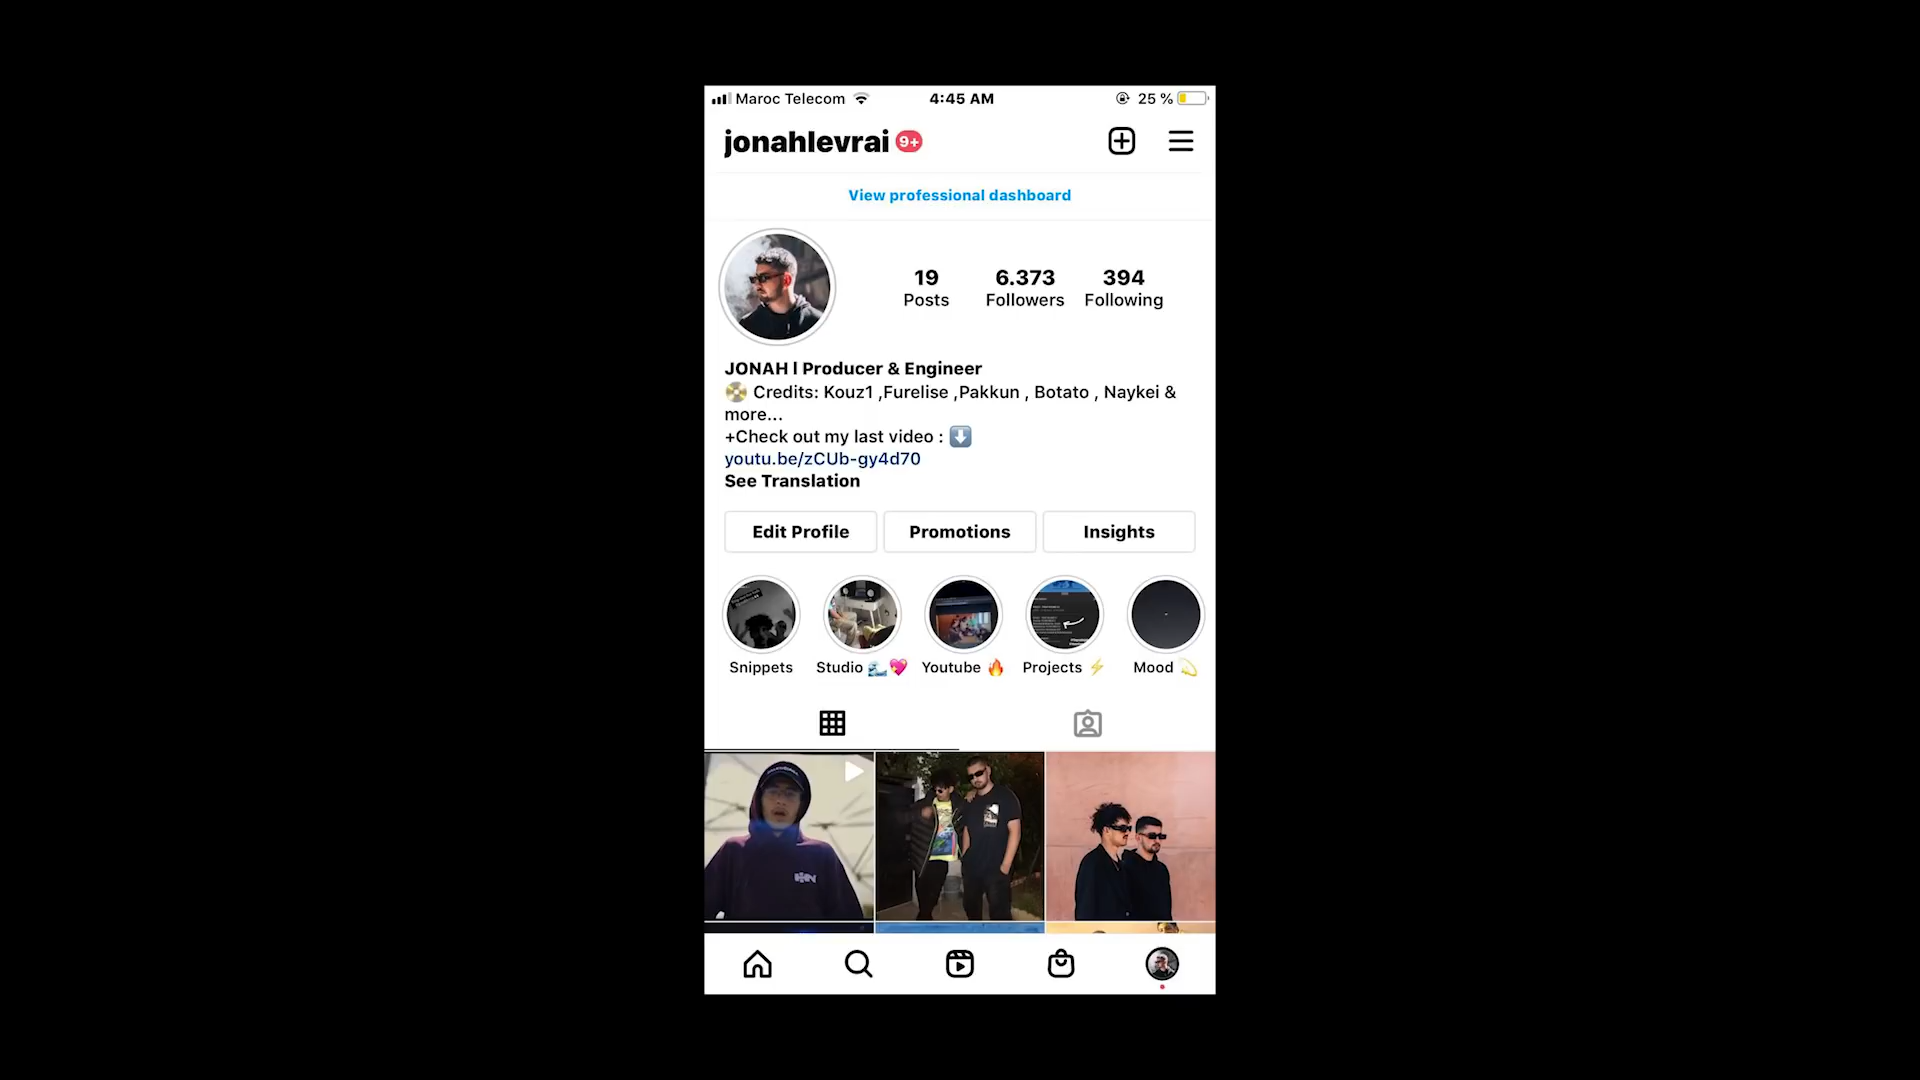 Maroc Telecom 4:45 AM 25 %
jonahlevrai 9+
View professional dashboard
19 6.373 394
Posts Followers Following
JONAH l Producer & Engineer
📀 Credits: Kouz1 ,Furelise ,Pakkun , Botato , Naykei &
more...
+Check out my last video : ⬇️
youtu.be/zCUb-gy4d70
See Translation
Edit Profile Promotions Insights
Snippets Studio 🌊💖 Youtube 🔥 Projects ⚡ Mood 💫